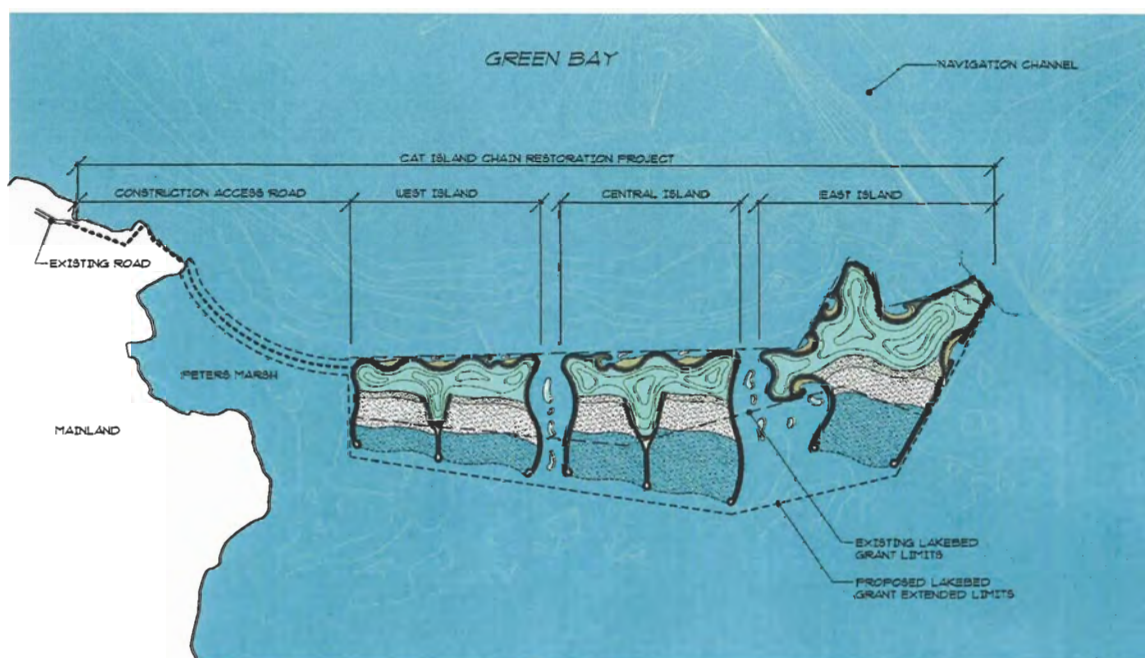 GREEN BAY
NAVIGATION CHANNEL
CAT ISLAND CHAIN RESTORATION PROJECT
CONSTRUCTION ACCESS ROAD
WEST ISLAND
CENTRAL ISLAND
EAST ISLAND
EXISTING ROAD
PETERS MARSH
MAINLAND
EXISTING LAKEBED
GRANT LIMITS
PROPOSED LAKEBED
GRANT EXTENDED LIMITS